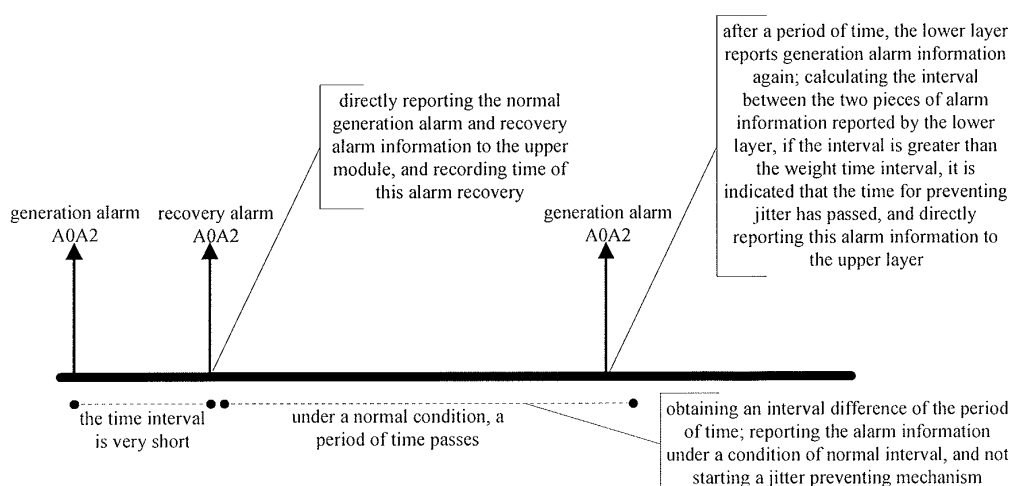 after a period of time, the lower layer
reports generation alarm information
again; calculating the interval
between the two pieces of alarm
information reported by the lower
layer, if the interval is greater than
the weight time interval, it is
indicated that the time for preventing
jitter has passed, and directly
reporting this alarm information to
the upper layer
directly reporting the normal
generation alarm and recovery
alarm information to the upper
module, and recording time of
this alarm recovery
generation alarm
A0A2
recovery alarm
A0A2
generation alarm
A0A2
the time interval
is very short
under a normal condition, a
period of time passes
obtaining an interval difference of the period
of time; reporting the alarm information
under a condition of normal interval, and not
starting a jitter preventing mechanism